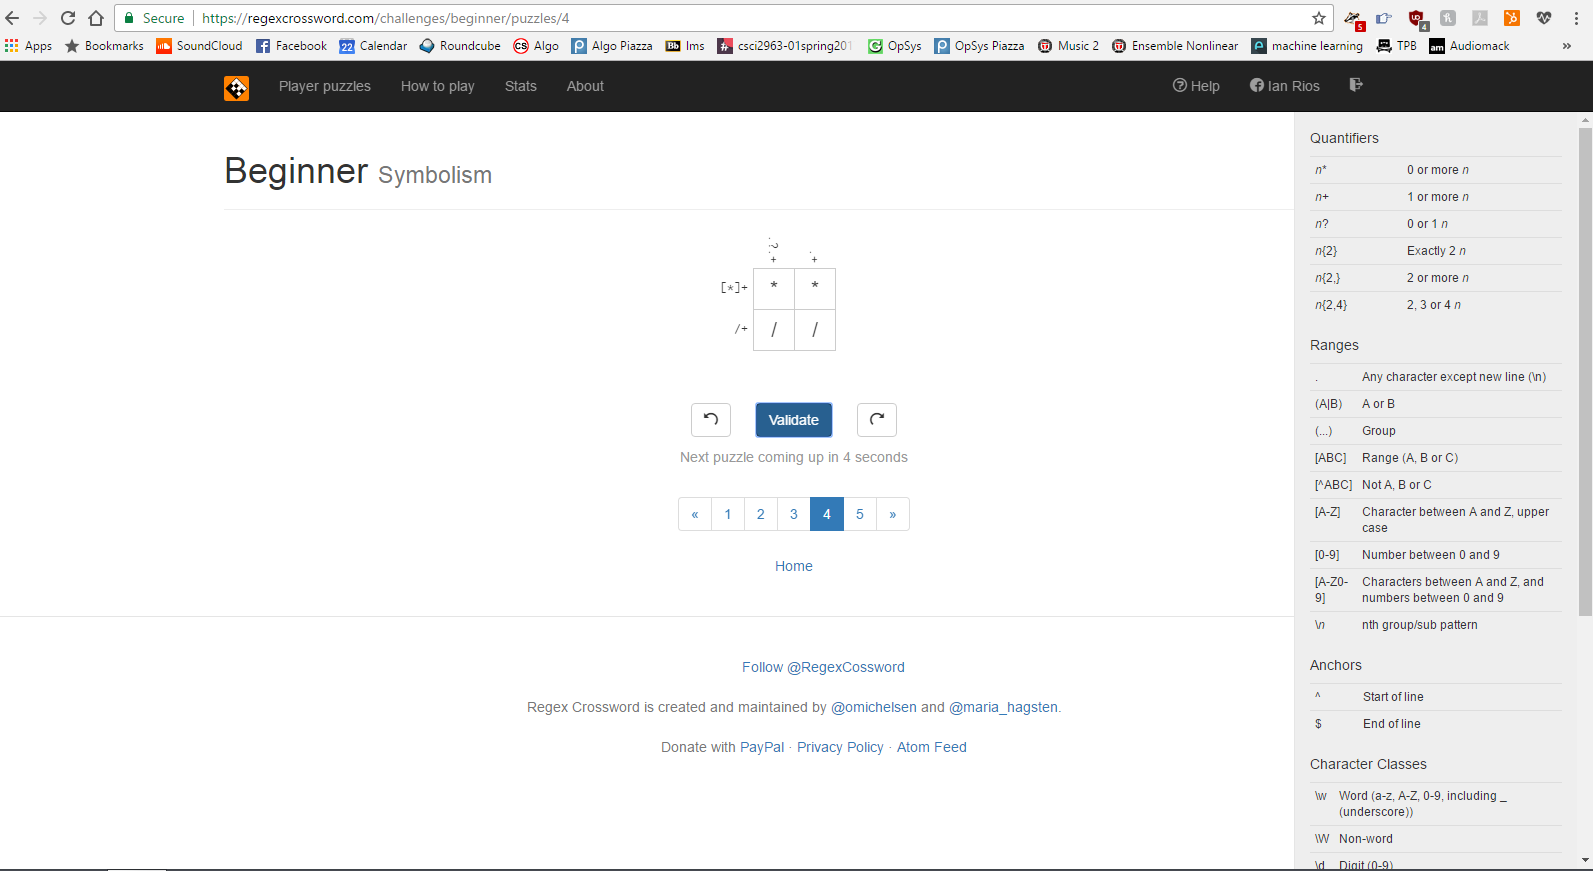 Secure https://regexcrossword.com/challenges/beginner/puzzles/4
5 4
Apps Bookmarks SoundCloud Facebook 22 Calendar Roundcube CS Algo Algo Piazza Bb lms csci2963-01spring201 OpSys OpSys Piazza Music 2 Ensemble Nonlinear machine learning TPB am Audiomack »
Player puzzles How to play Stats About Help Ian Rios
Beginner Symbolism
.?.+ .+
[*]+ * *
/+ / /
Validate
Next puzzle coming up in 4 seconds
« 1 2 3 4 5 »
Home
Follow @RegexCossword
Regex Crossword is created and maintained by @omichelsen and @maria_hagsten.
Donate with PayPal · Privacy Policy · Atom Feed
Quantifiers
n* 0 or more n
n+ 1 or more n
n? 0 or 1 n
n{2} Exactly 2 n
n{2,} 2 or more n
n{2,4} 2, 3 or 4 n
Ranges
. Any character except new line (\n)
(A|B) A or B
(...) Group
[ABC] Range (A, B or C)
[^ABC] Not A, B or C
[A-Z] Character between A and Z, upper
case
[0-9] Number between 0 and 9
[A-Z0-9] Characters between A and Z, and
numbers between 0 and 9
\n nth group/sub pattern
Anchors
^ Start of line
$ End of line
Character Classes
\w Word (a-z, A-Z, 0-9, including _
(underscore))
\W Non-word
\d Digit (0-9)